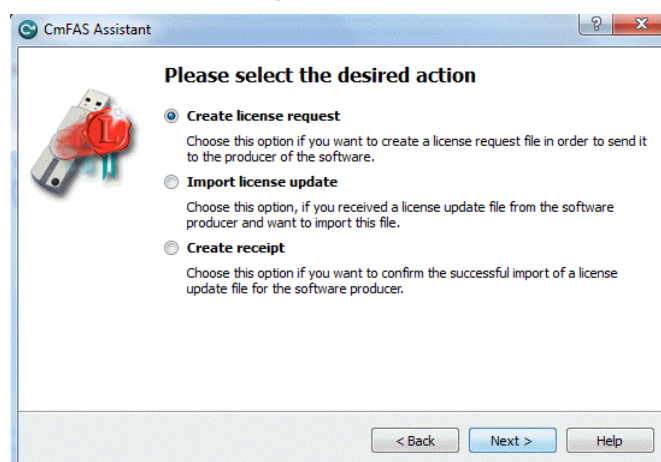 CmFAS Assistant
Please select the desired action
Create license request
Choose this option if you want to create a license request file in order to send it
to the producer of the software.
Import license update
Choose this option, if you received a license update file from the software
producer and want to import this file.
Create receipt
Choose this option if you want to confirm the successful import of a license
update file for the software producer.
L
< Back Next > Help